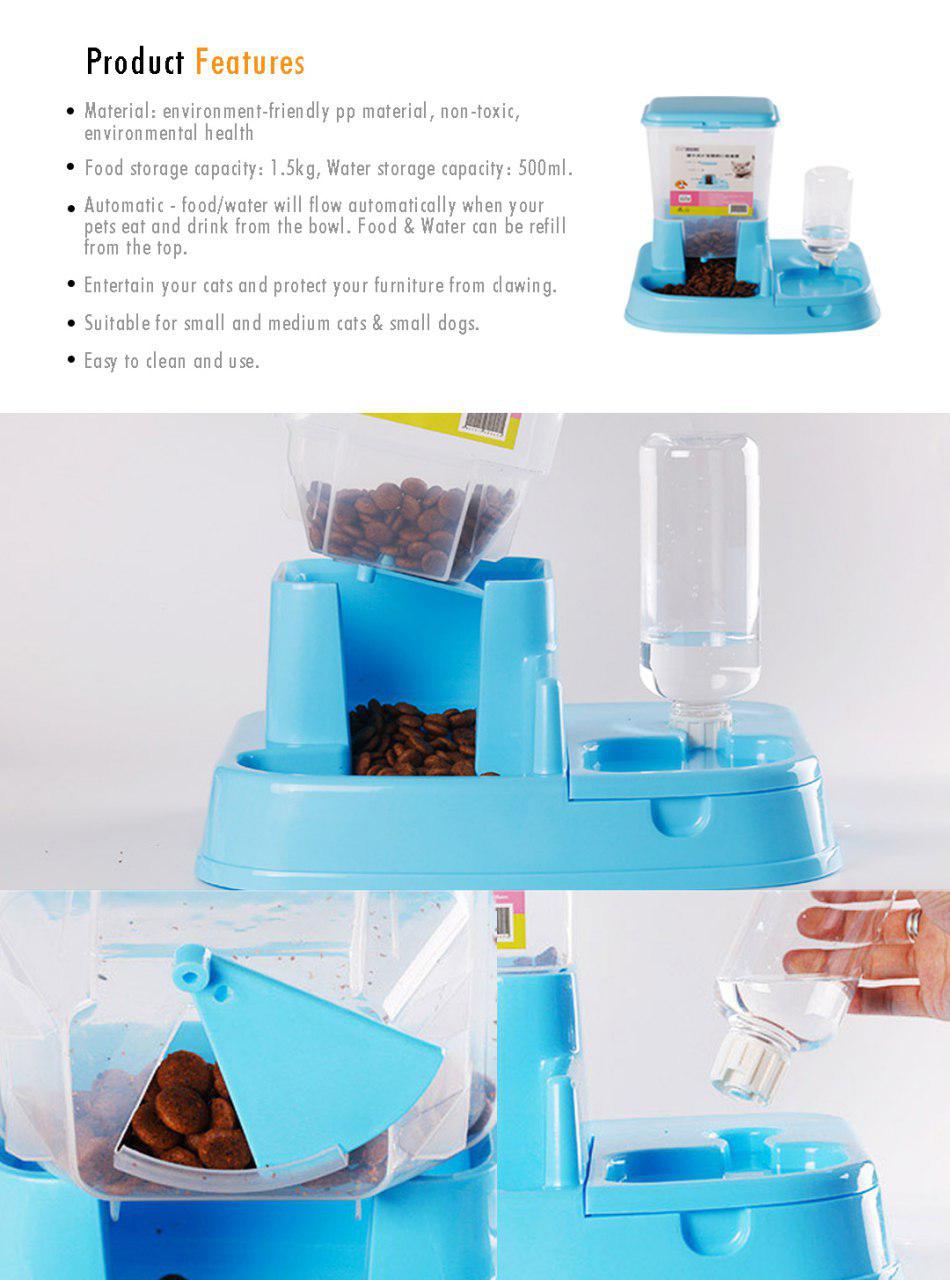 Product Features
• Material: environment-friendly pp material, non-toxic,
environmental health
• Food storage capacity: 1.5kg, Water storage capacity: 500ml.
• Automatic - food/water will flow automatically when your
pets eat and drink from the bowl. Food & Water can be refill
from the top.
• Entertain your cats and protect your furniture from clawing.
• Suitable for small and medium cats & small dogs.
• Easy to clean and use.